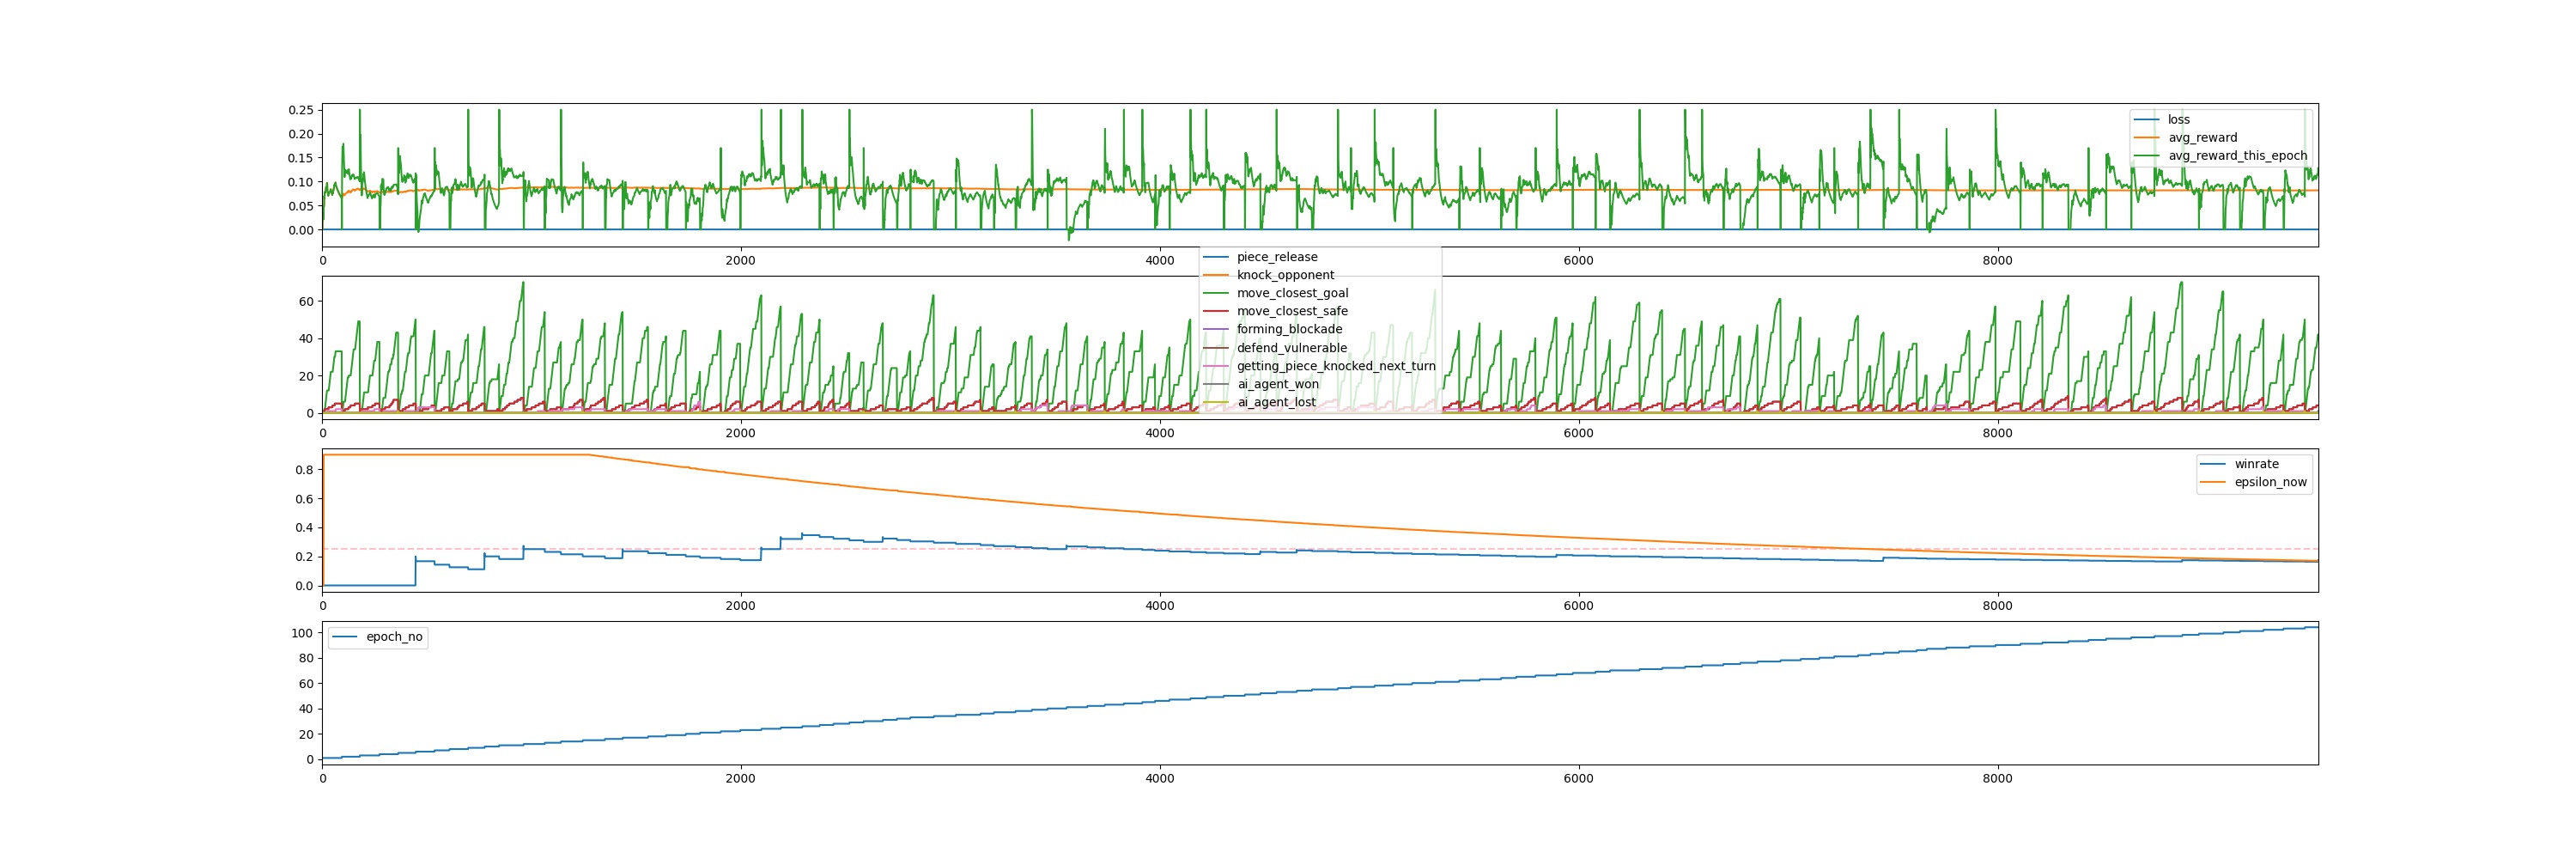 0.25
0.20
0.15
0.10
0.05
0.00
loss
avg_reward
avg_reward_this_epoch
0 2000 4000 6000 8000
60
40
20
0
piece_release
knock_opponent
move_closest_goal
move_closest_safe
forming_blockade
defend_vulnerable
getting_piece_knocked_next_turn
ai_agent_won
ai_agent_lost
0 2000 4000 6000 8000
0.8
0.6
0.4
0.2
0.0
winrate
epsilon_now
0 2000 4000 6000 8000
100
80
60
40
20
0
epoch_no
0 2000 4000 6000 8000